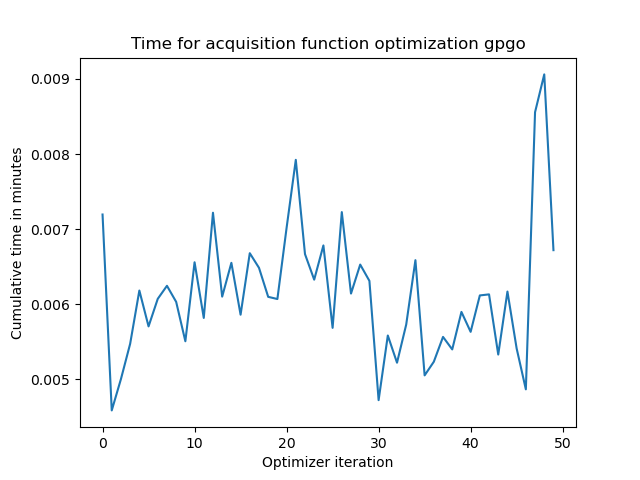 Time for acquisition function optimization gpgo
0.009
0.008
0.007
0.006
0.005
Cumulative time in minutes
0 10 20 30 40 50
Optimizer iteration